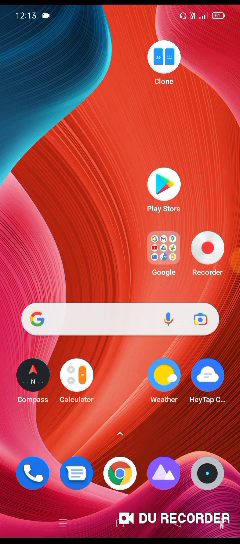 12:13
Clone
Play Store
Google
Recorder
N
Compass
Calculator
Weather
HeyTap C...
DU RECORDER